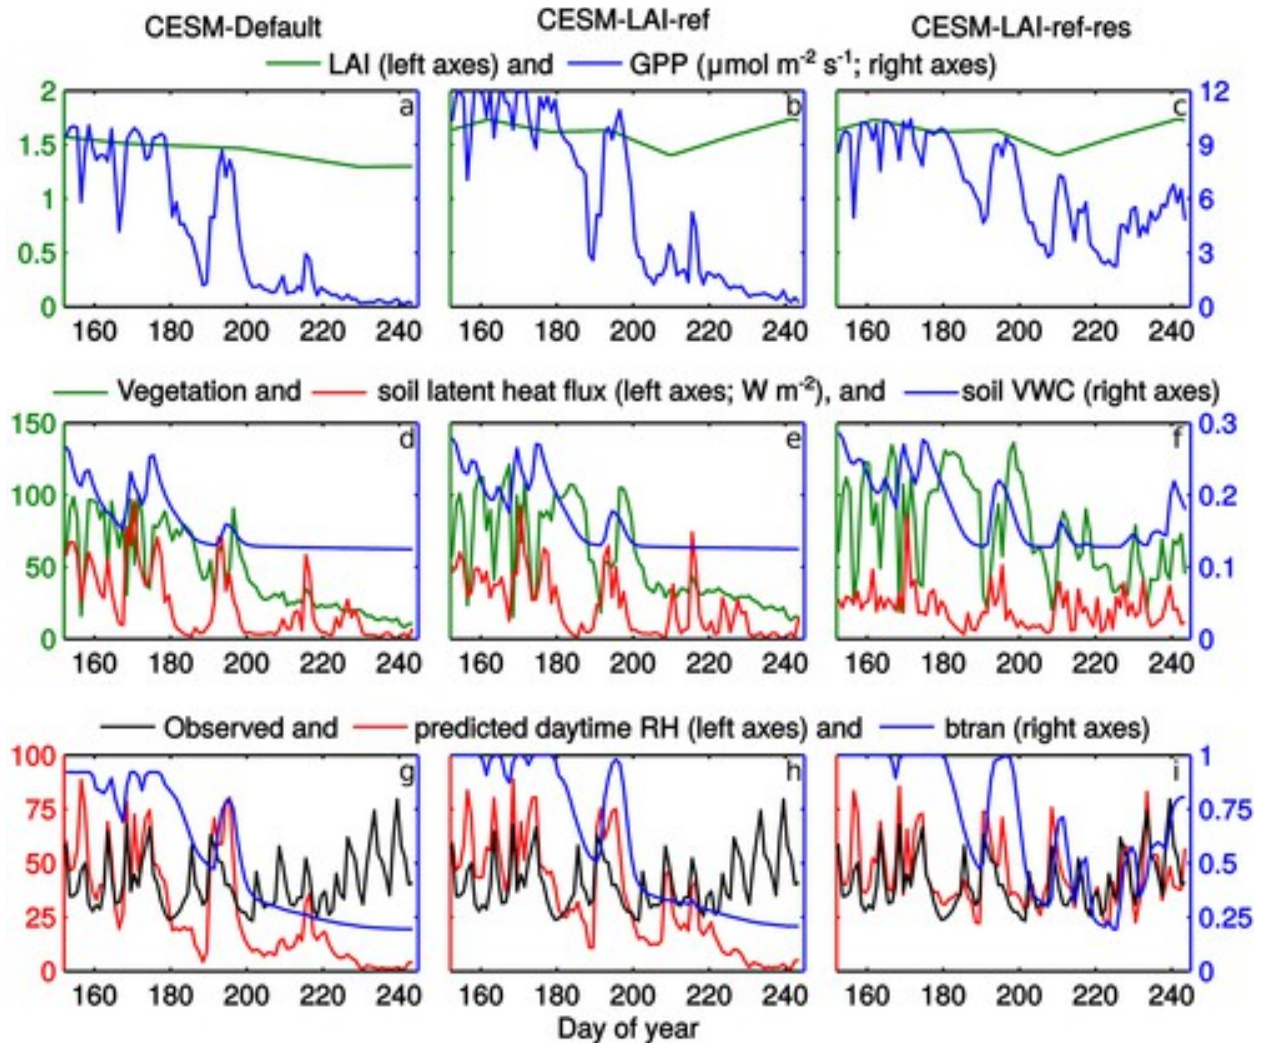 CESM-Default CESM-LAI-ref CESM-LAI-ref-res
LAI (left axes) and GPP (µmol m⁻² s⁻¹; right axes)
2 a b c 12
1.5 9
1 6
0.5 3
0 0
160 180 200 220 240 160 180 200 220 240 160 180 200 220 240
Vegetation and soil latent heat flux (left axes; W m⁻²), and soil VWC (right axes)
150 d e f 0.3
100 0.2
50 0.1
0 0
160 180 200 220 240 160 180 200 220 240 160 180 200 220 240
Observed and predicted daytime RH (left axes) and btran (right axes)
100 g h i 1
75 0.75
50 0.5
25 0.25
0 0
160 180 200 220 240 160 180 200 220 240 160 180 200 220 240
Day of year